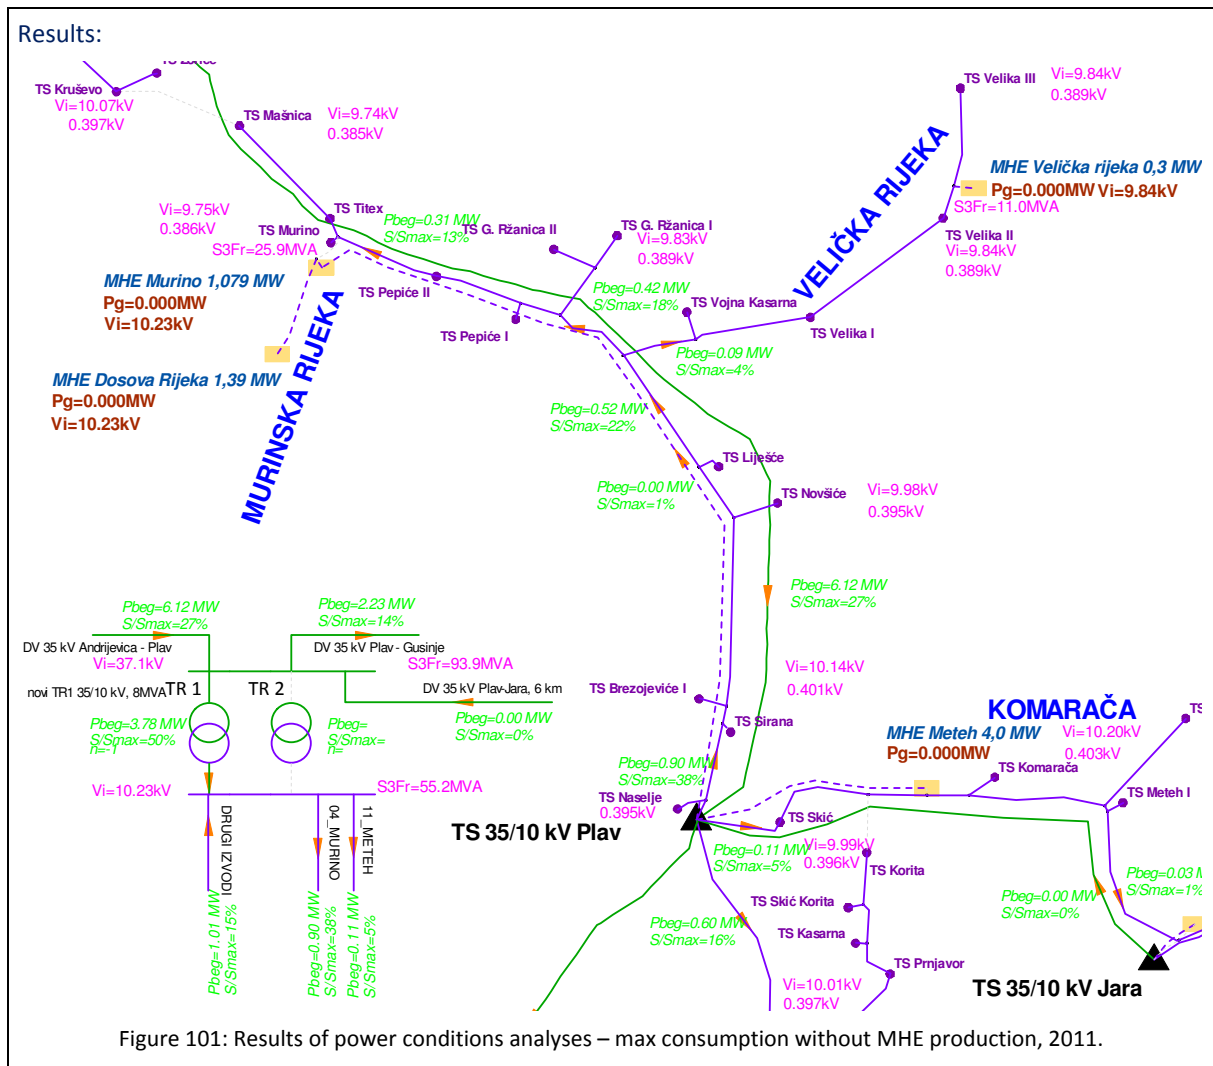 Results:
TS Kruševo
Vi=10.07kV
0.397kV
TS Mašnica
Vi=9.74kV
0.385kV
TS Velika III
Vi=9.84kV
0.389kV
VELIČKA RIJEKA
MHE Velička rijeka 0,3 MW
Pg=0.000MW Vi=9.84kV
S3Fr=11.0MVA
TS Velika II
Vi=9.84kV
0.389kV
Vi=9.75kV
0.386kV
TS Titex
TS Murino
S3Fr=25.9MVA
Pbeg=0.31 MW
S/Smax=13%
TS G. Ržanica II
TS G. Ržanica I
Vi=9.83kV
0.389kV
MHE Murino 1,079 MW
Pg=0.000MW
Vi=10.23kV
TS Pepiće II
TS Pepiće I
Pbeg=0.42 MW
S/Smax=18%
TS Vojna Kasarna
TS Velika I
Pbeg=0.09 MW
S/Smax=4%
MHE Dosova Rijeka 1,39 MW
Pg=0.000MW
Vi=10.23kV
MURINSKA RIJEKA
Pbeg=0.52 MW
S/Smax=22%
TS Liješće
Pbeg=0.00 MW
S/Smax=1%
TS Novšiće
Vi=9.98kV
0.395kV
Pbeg=6.12 MW
S/Smax=27%
Pbeg=6.12 MW
S/Smax=27%
Pbeg=2.23 MW
S/Smax=14%
DV 35 kV Andrijevica - Plav
DV 35 kV Plav - Gusinje
Vi=37.1kV
S3Fr=93.9MVA
novi TR1 35/10 kV, 8MVA
TR 1
TR 2
DV 35 kV Plav-Jara, 6 km
Pbeg=3.78 MW
S/Smax=50%
n=-1
Pbeg=
S/Smax=
n=
Pbeg=0.00 MW
S/Smax=0%
Vi=10.23kV
S3Fr=55.2MVA
DRUGI IZVODI
04_MURINO
11_METEH
Pbeg=1.01 MW
S/Smax=15%
Pbeg=0.90 MW
S/Smax=38%
Pbeg=0.11 MW
S/Smax=5%
Vi=10.14kV
0.401kV
TS Brezojeviće I
TS Sirana
Pbeg=0.90 MW
S/Smax=38%
TS Naselje
0.395kV
TS 35/10 kV Plav
KOMARAČA
MHE Meteh 4,0 MW
Pg=0.000MW
Vi=10.20kV
0.403kV
TS
TS Komarača
TS Meteh I
TS Skić
Pbeg=0.11 MW
S/Smax=5%
Vi=9.99kV
0.396kV
TS Korita
TS Skić Korita
TS Kasarna
TS Prnjavor
Pbeg=0.60 MW
S/Smax=16%
Pbeg=0.00 MW
S/Smax=0%
Pbeg=0.03 M
S/Smax=1%
Vi=10.01kV
0.397kV
TS 35/10 kV Jara
Figure 101: Results of power conditions analyses – max consumption without MHE production, 2011.